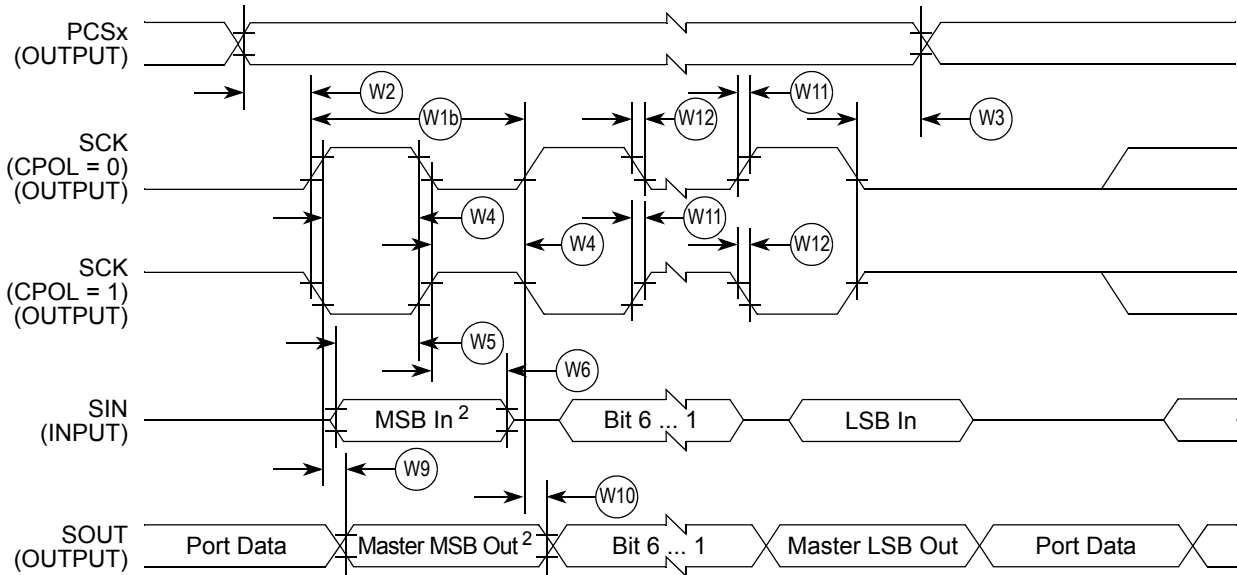 PCSx
(OUTPUT)
W2
W1b
W12
W11
W3
SCK
(CPOL = 0)
(OUTPUT)
W4
W4
W11
W12
SCK
(CPOL = 1)
(OUTPUT)
W5
W6
SIN
(INPUT)
MSB In 2
Bit 6 ... 1
LSB In
W9
W10
SOUT
(OUTPUT)
Port Data
Master MSB Out 2
Bit 6 ... 1
Master LSB Out
Port Data